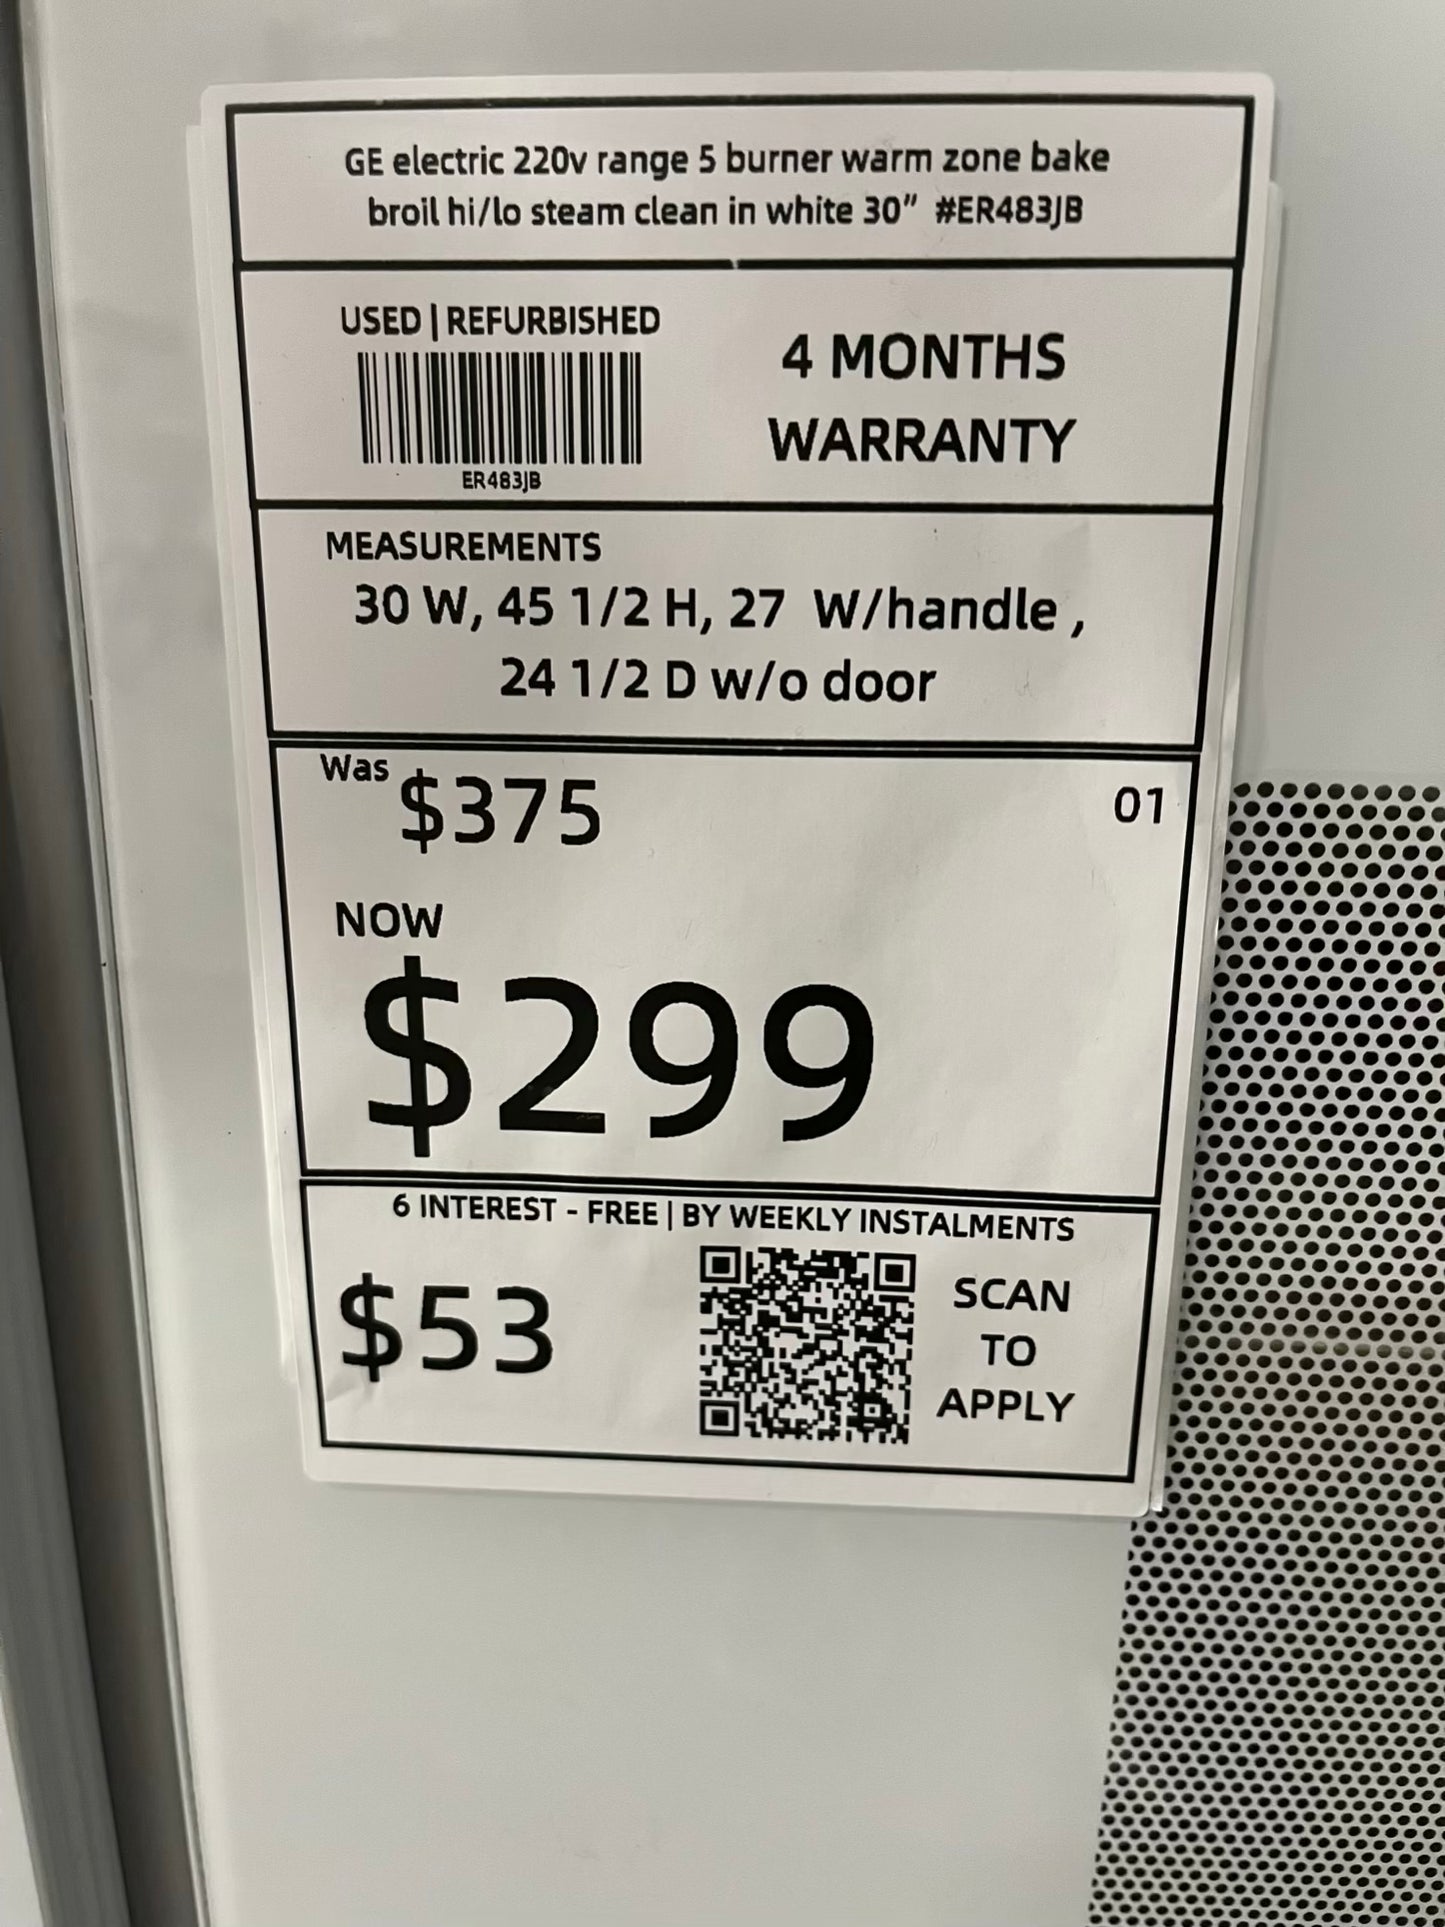 GE electric 220v range 5 burner warm zone bake
broil hi/lo steam clean in white 30” #ER483JB
USED | REFURBISHED
ER483JB
4 MONTHS
WARRANTY
MEASUREMENTS
30 W, 45 1/2 H, 27 W/handle ,
24 1/2 D w/o door
Was $375
01
NOW
$299
6 INTEREST - FREE | BY WEEKLY INSTALMENTS
$53
SCAN
TO
APPLY